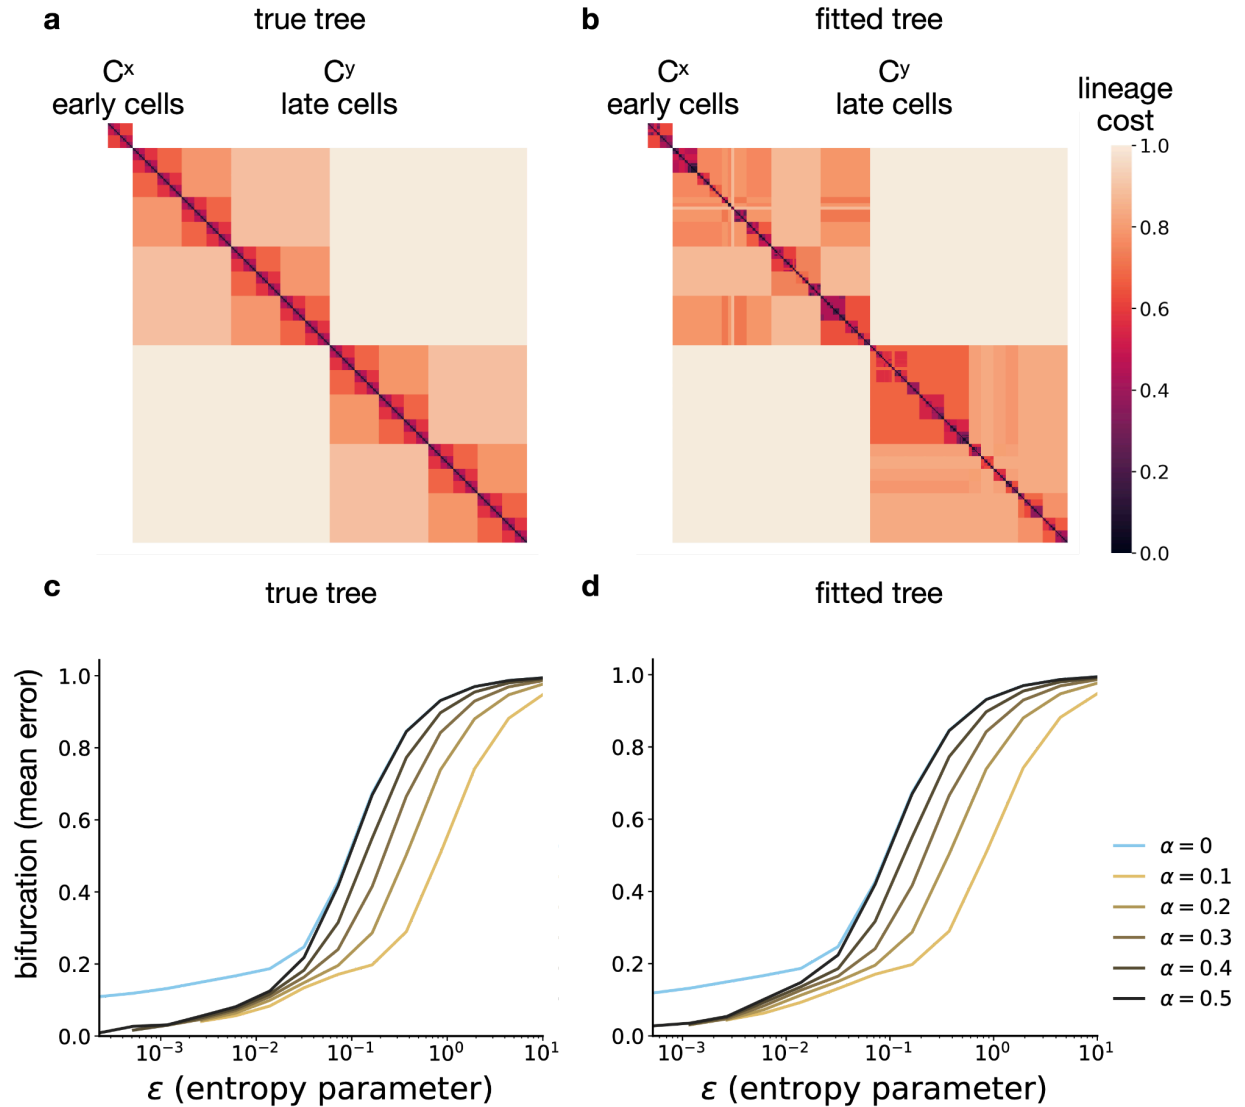 a
true tree
b
fitted tree
Cˣ
early cells
Cʸ
late cells
Cˣ
early cells
Cʸ
late cells
lineage
cost
1.0
0.8
0.6
0.4
0.2
0.0
c
true tree
d
fitted tree
bifurcation (mean error)
1.0
0.8
0.6
0.4
0.2
0.0
10⁻³
10⁻²
10⁻¹
10⁰
10¹
ε (entropy parameter)
1.0
0.8
0.6
0.4
0.2
0.0
10⁻³
10⁻²
10⁻¹
10⁰
10¹
ε (entropy parameter)
α = 0
α = 0.1
α = 0.2
α = 0.3
α = 0.4
α = 0.5